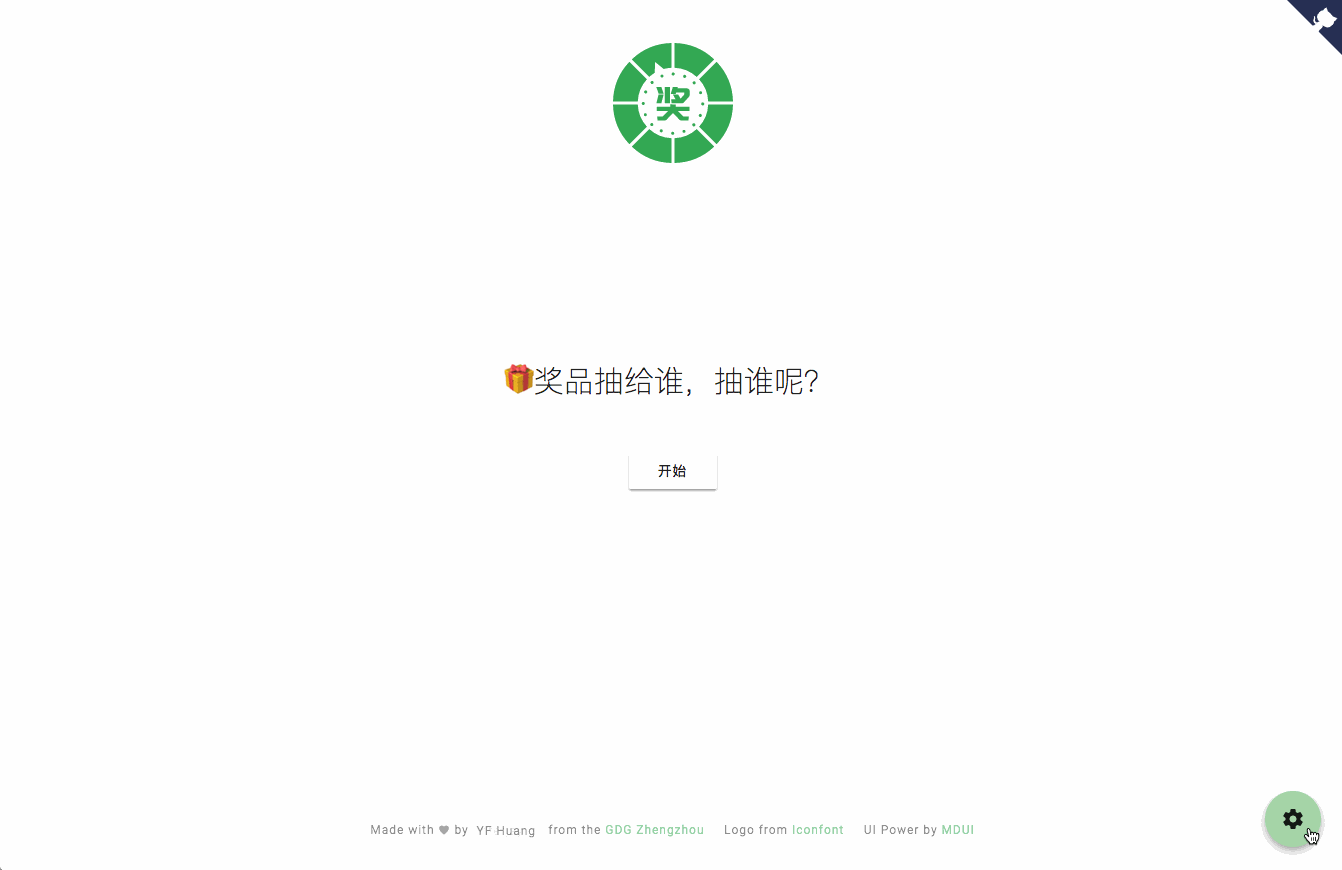 奖
🎁奖品抽给谁，抽谁呢？
开始
Made with ♥ by YF Huang from the GDG Zhengzhou Logo from Iconfont UI Power by MDUI